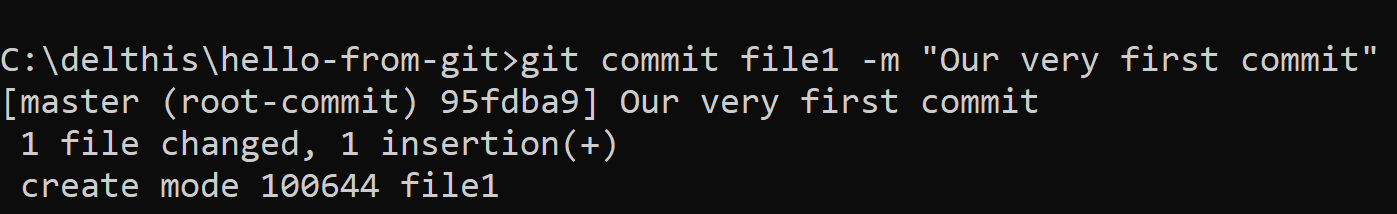 C:\delthis\hello-from-git>git commit file1 -m "Our very first commit"
[master (root-commit) 95fdba9] Our very first commit
 1 file changed, 1 insertion(+)
 create mode 100644 file1